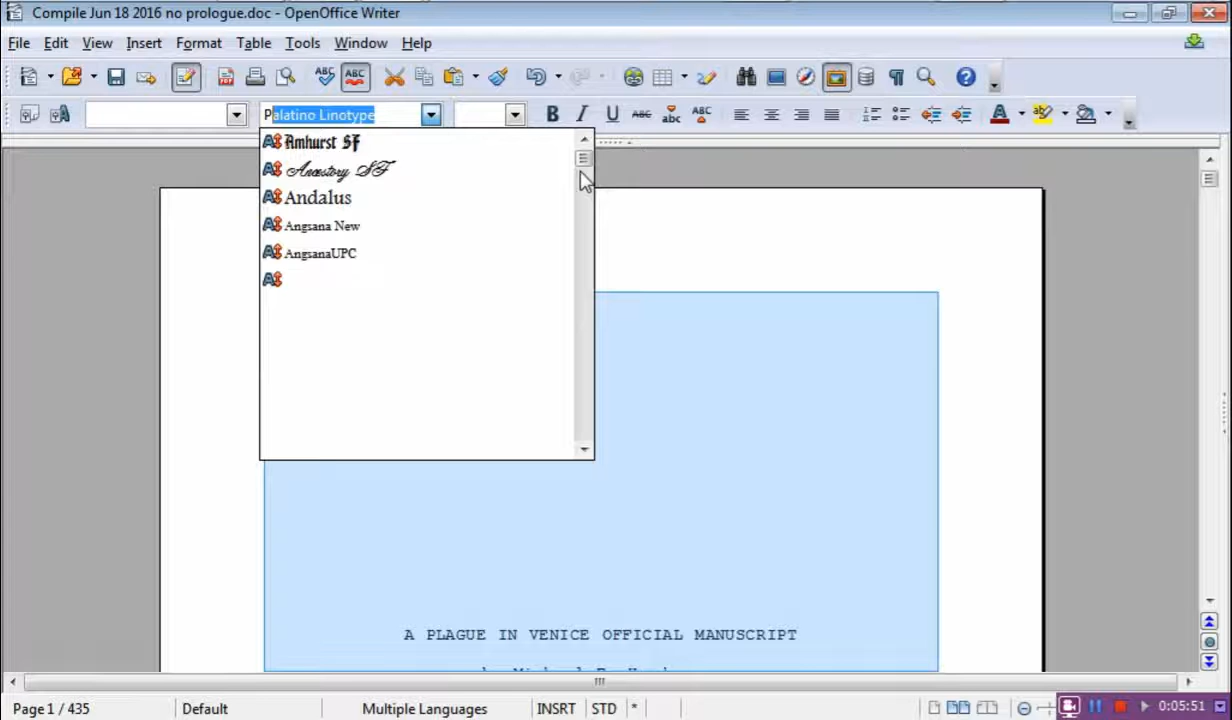 Compile Jun 18 2016 no prologue.doc - OpenOffice Writer
File Edit View Insert Format Table Tools Window Help
Palatino Linotype
Amhurst SF
Ancestory SF
Andalus
Angsana New
AngsanaUPC
A PLAGUE IN VENICE OFFICIAL MANUSCRIPT
Page 1 / 435 Default Multiple Languages INSRT STD * 0:05:51